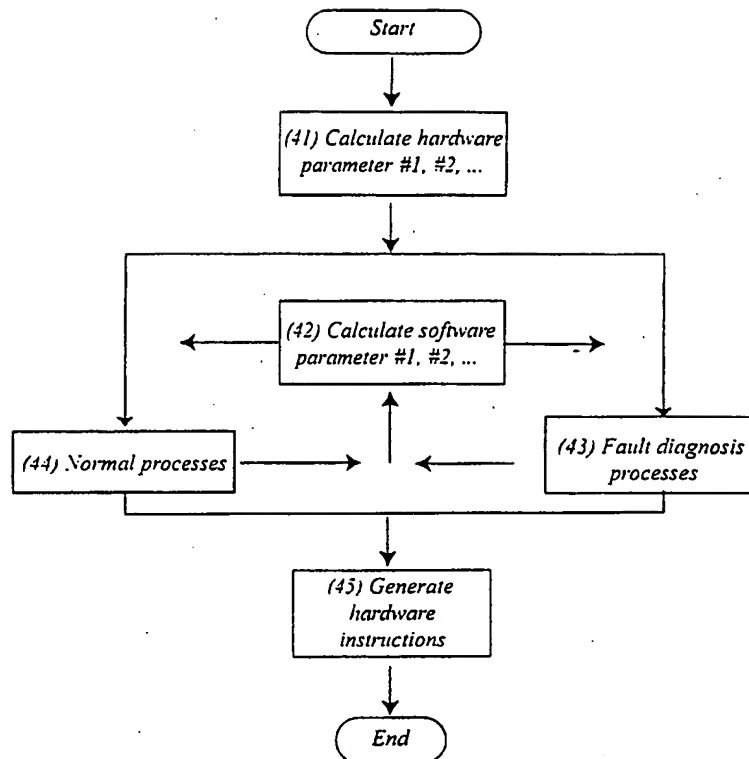 Start
(41) Calculate hardware
parameter #1, #2, ...
(42) Calculate software
parameter #1, #2, ...
(44) Normal processes
(43) Fault diagnosis
processes
(45) Generate
hardware
instructions
End